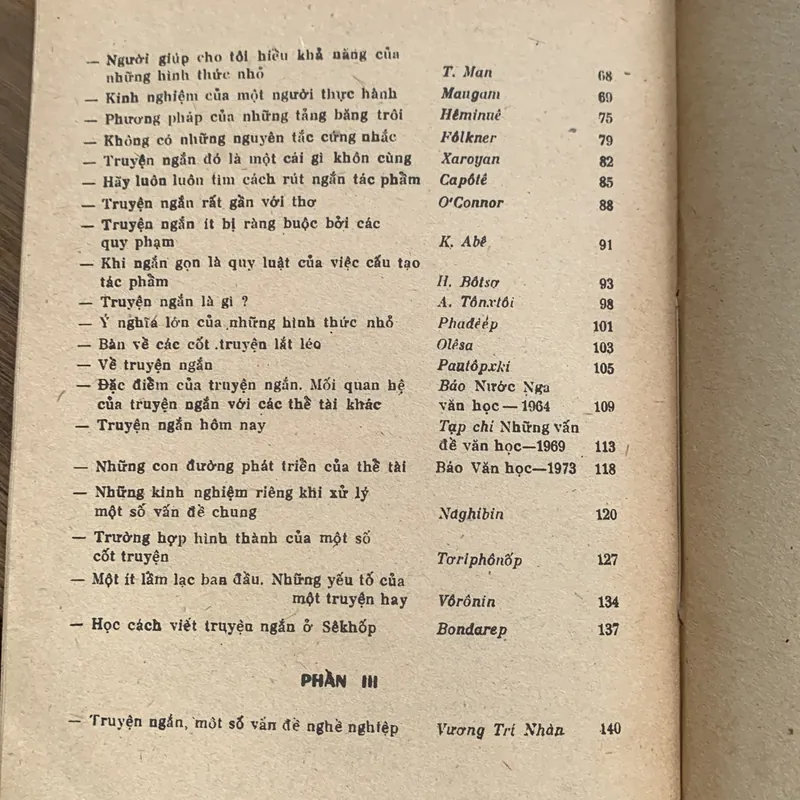 — Người giúp cho tôi hiểu khả năng của
những hình thức nhỏ T. Man 68
— Kinh nghiệm của một người thực hành Maugam 69
— Phương pháp của những tảng băng trôi Hêminuê 75
— Không có những nguyên tắc cứng nhắc Fôlkner 79
— Truyện ngắn đó là một cái gì khôn cùng Xaroyan 82
— Hãy luôn luôn tìm cách rút ngắn tác phẩm Capôtê 85
— Truyện ngắn rất gần với thơ O'Connor 88
— Truyện ngắn ít bị ràng buộc bởi các
quy phạm K. Abê 91
— Khi ngắn gọn là quy luật của việc cấu tạo
tác phẩm H. Bôtsơ 93
— Truyện ngắn là gì ? A. Tônxtôi 98
— Ý nghĩa lớn của những hình thức nhỏ Phađêép 101
— Bàn về các cốt truyện lắt léo Olêsa 103
— Về truyện ngắn Pautôpxki 105
— Đặc điểm của truyện ngắn. Mối quan hệ Báo Nước Nga
của truyện ngắn với các thể tài khác văn học — 1964 109
— Truyện ngắn hôm nay Tạp chí Những vấn
đề văn học—1969 113
— Những con đường phát triển của thể tài Báo Văn học—1973 118
— Những kinh nghiệm riêng khi xử lý
một số vấn đề chung Naghibin 120
— Trường hợp hình thành của một số
cốt truyện Tơriphônốp 127
— Một ít lầm lạc ban đầu. Những yếu tố của
một truyện hay Vôrônin 134
— Học cách viết truyện ngắn ở Sêkhốp Bondarep 137
PHẦN III
— Truyện ngắn, một số vấn đề nghề nghiệp Vương Trí Nhàn 140